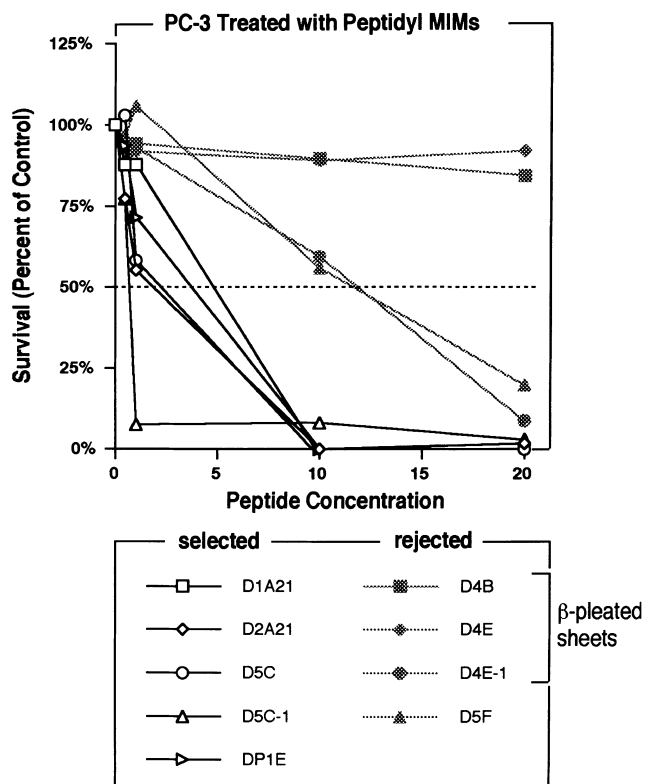 PC-3 Treated with Peptidyl MIMs
Survival (Percent of Control)
125%
100%
75%
50%
25%
0%
0 5 10 15 20
Peptide Concentration
selected rejected
D1A21 D4B
D2A21 D4E
D5C D4E-1
D5C-1 D5F
DP1E
β-pleated
sheets